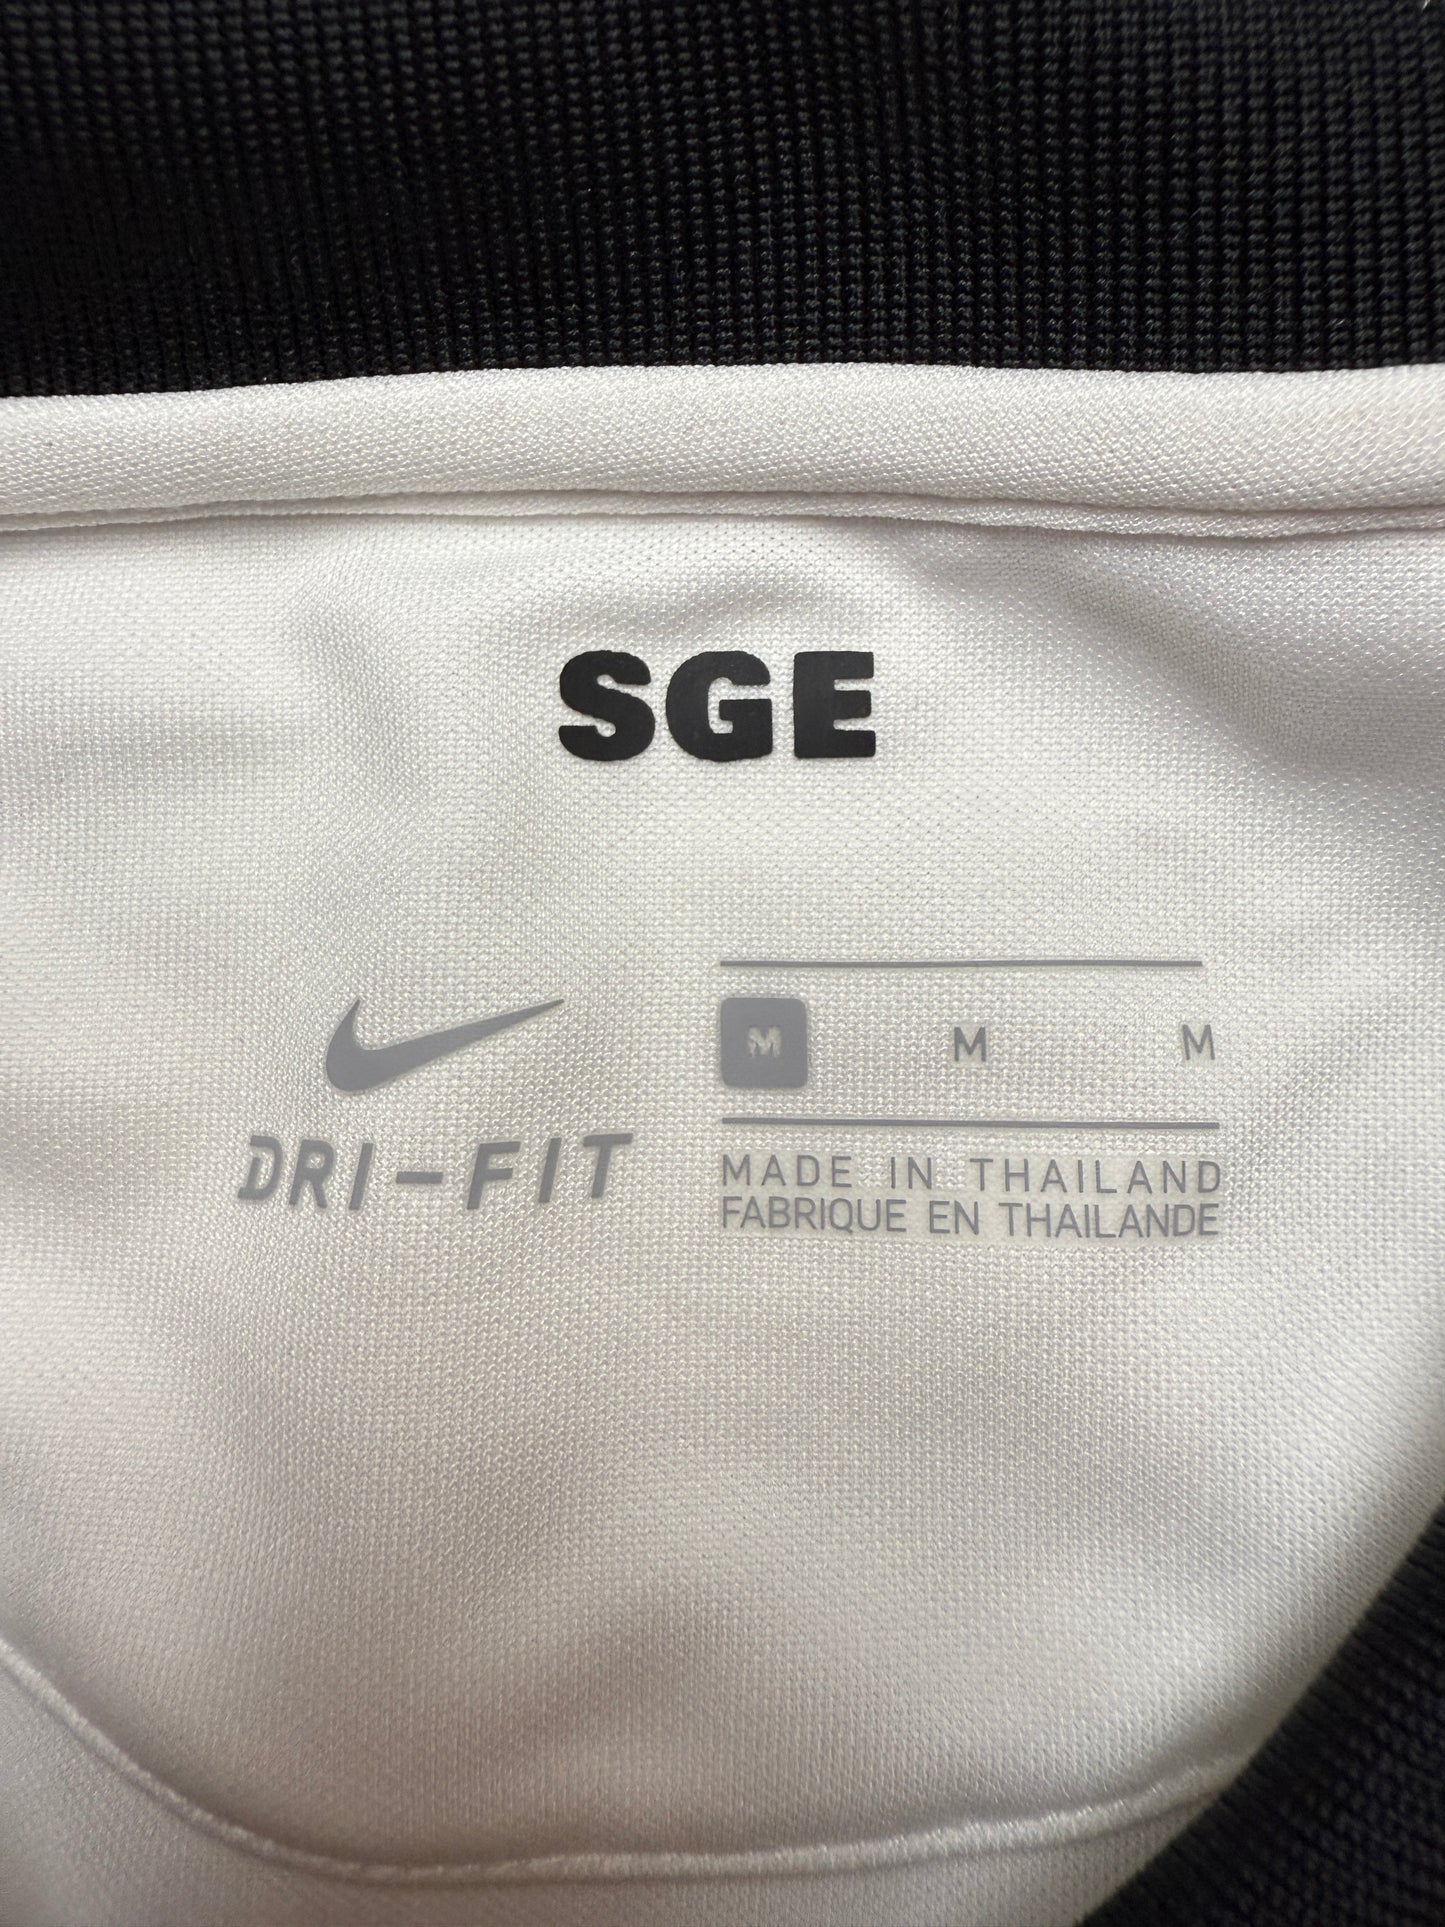 SGE
M M M
DRI-FIT
MADE IN THAILAND
FABRIQUE EN THAILANDE